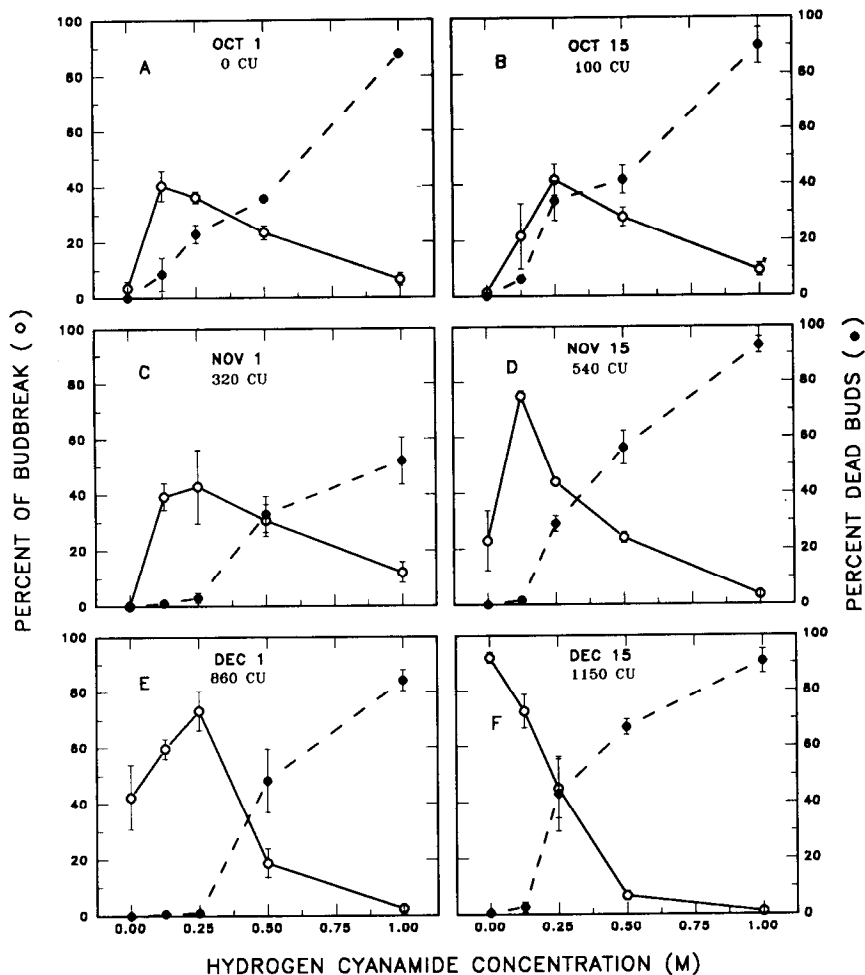 100
80
60
40
20
0
A
OCT 1
0 CU
B
OCT 15
100 CU
100
80
60
40
20
0
100
80
60
40
20
0
C
NOV 1
320 CU
D
NOV 15
540 CU
100
80
60
40
20
0
100
80
60
40
20
0
E
DEC 1
860 CU
F
DEC 15
1150 CU
100
80
60
40
20
0
0.00 0.25 0.50 0.75 1.00
0.00 0.25 0.50 0.75 1.00
PERCENT OF BUDBREAK (○)
PERCENT DEAD BUDS (●)
HYDROGEN CYANAMIDE CONCENTRATION (M)